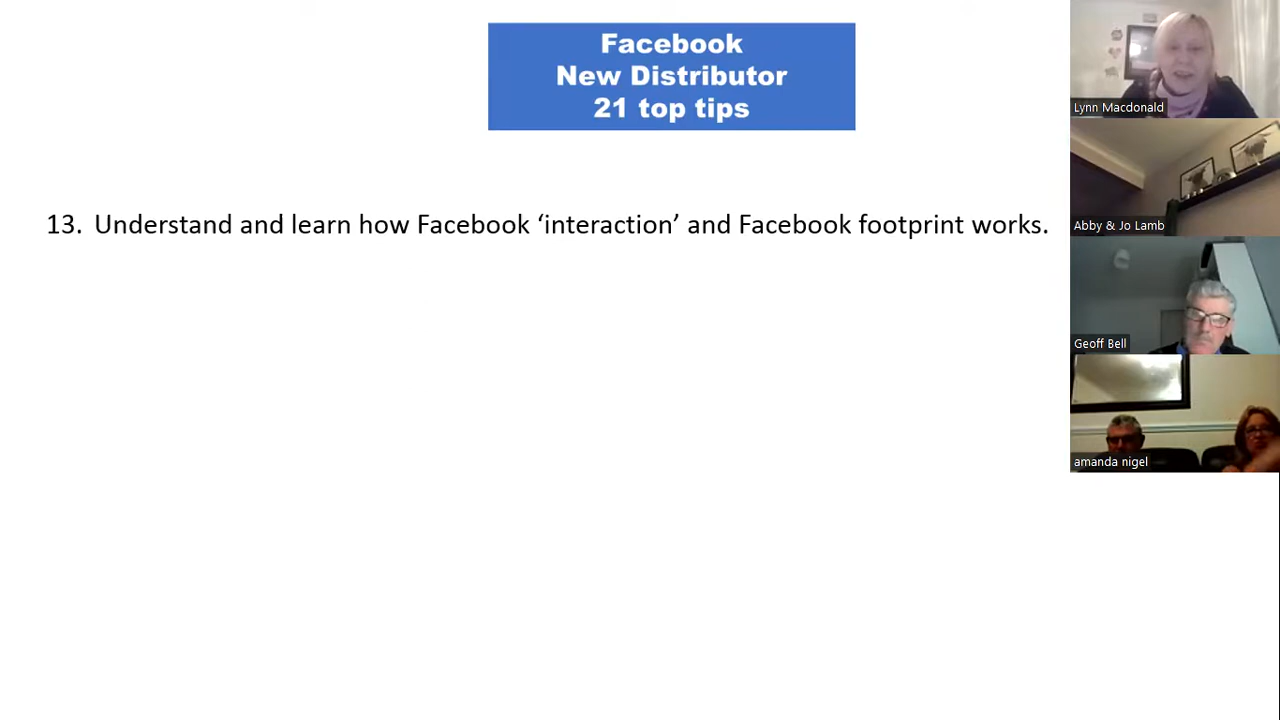 Facebook
New Distributor
21 top tips
13. Understand and learn how Facebook ‘interaction’ and Facebook footprint works.
Lynn Macdonald
Abby & Jo Lamb
Geoff Bell
amanda nigel